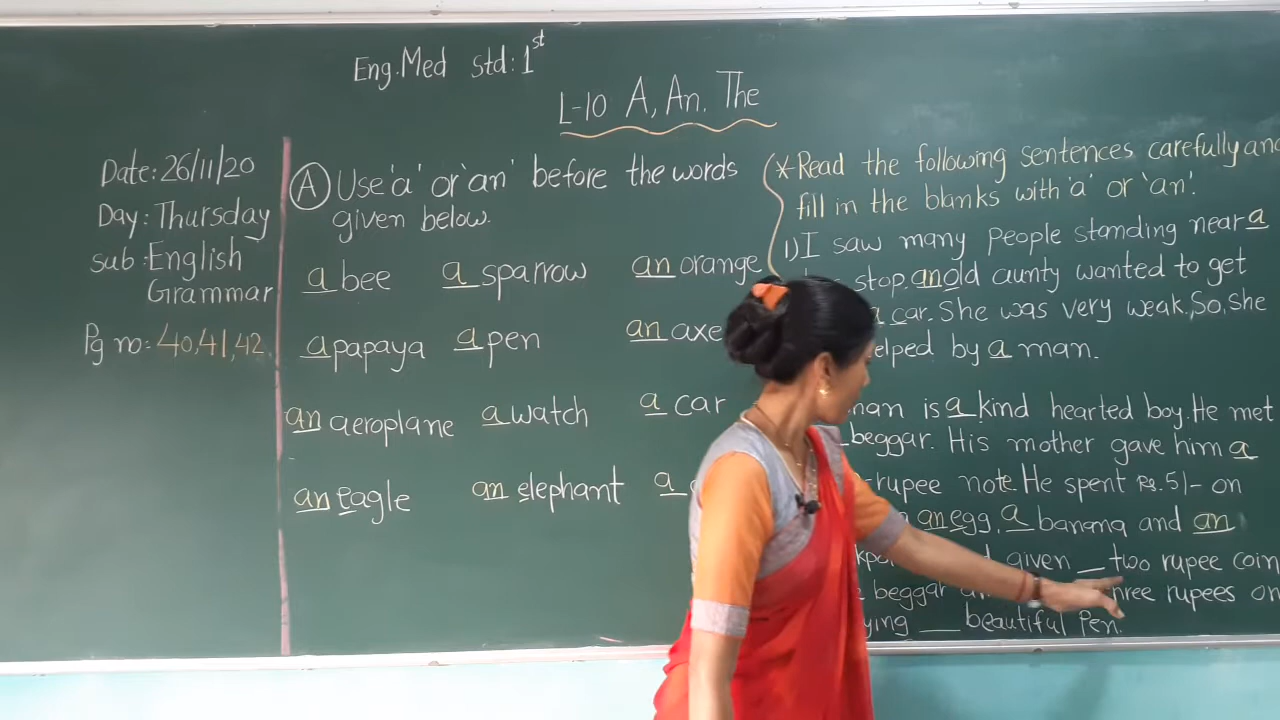 Eng.Med std: 1st
L-10 A, An. The
Date: 26/11/20
Day: Thursday
sub: English
Grammar
Pg no: 40,41,42.
(A) Use 'a' or 'an' before the words
given below.
a bee a sparrow an orange
a papaya a pen an axe
an aeroplane a watch a car
an eagle an elephant a
* Read the following sentences carefully and
fill in the blanks with 'a' or 'an'.
1) I saw many people standing near a
stop. an old aunty wanted to get
a car. She was very weak. So, she
helped by a man.
is a kind hearted boy. He met
beggar. His mother gave him a
rupee note. He spent Rs. 5/- on
an egg, a banana and an
given _ two rupee coin
beggar three rupees on
__ beautiful Pen.